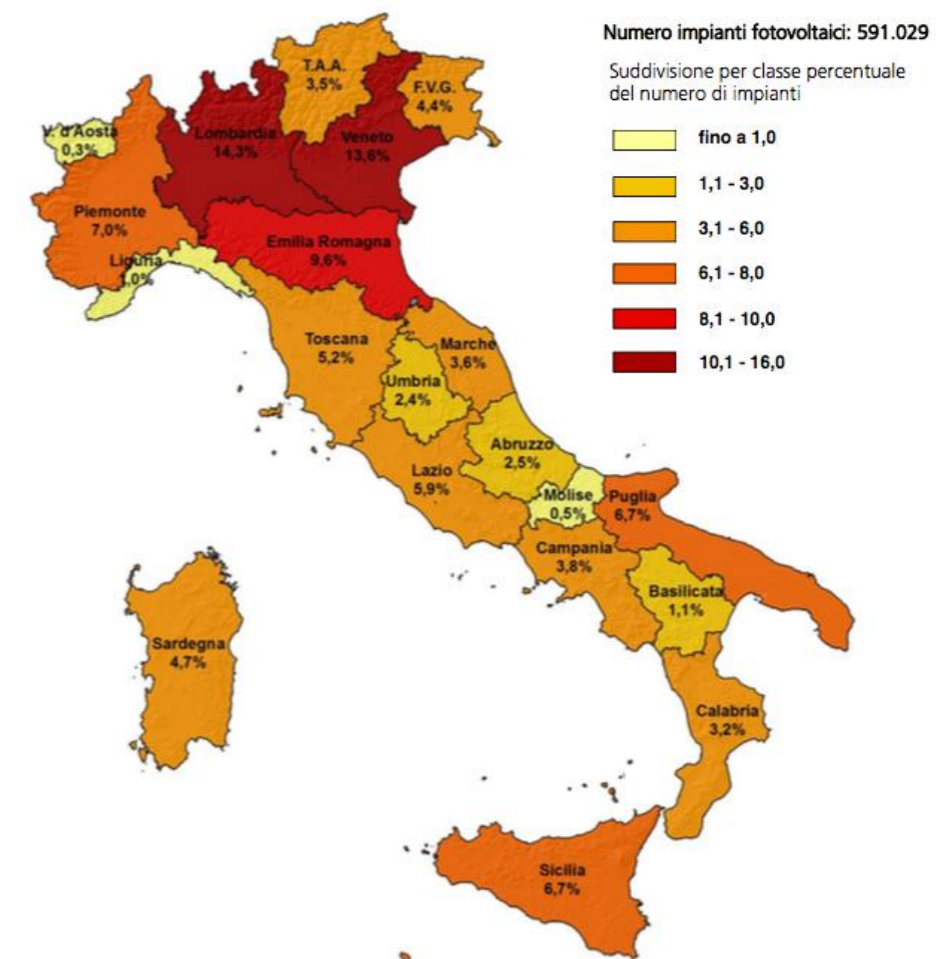 Numero impianti fotovoltaici: 591.029
Suddivisione per classe percentuale
del numero di impianti
fino a 1,0
1,1 - 3,0
3,1 - 6,0
6,1 - 8,0
8,1 - 10,0
10,1 - 16,0
T.A.A.
3,5%
F.V.G.
4,4%
V. d'Aosta
0,3%
Lombardia
14,3%
Veneto
13,6%
Piemonte
7,0%
Emilia Romagna
9,6%
Liguria
1,0%
Toscana
5,2%
Marche
3,6%
Umbria
2,4%
Abruzzo
2,5%
Lazio
5,9%
Molise
0,5%
Puglia
6,7%
Campania
3,8%
Basilicata
1,1%
Sardegna
4,7%
Calabria
3,2%
Sicilia
6,7%